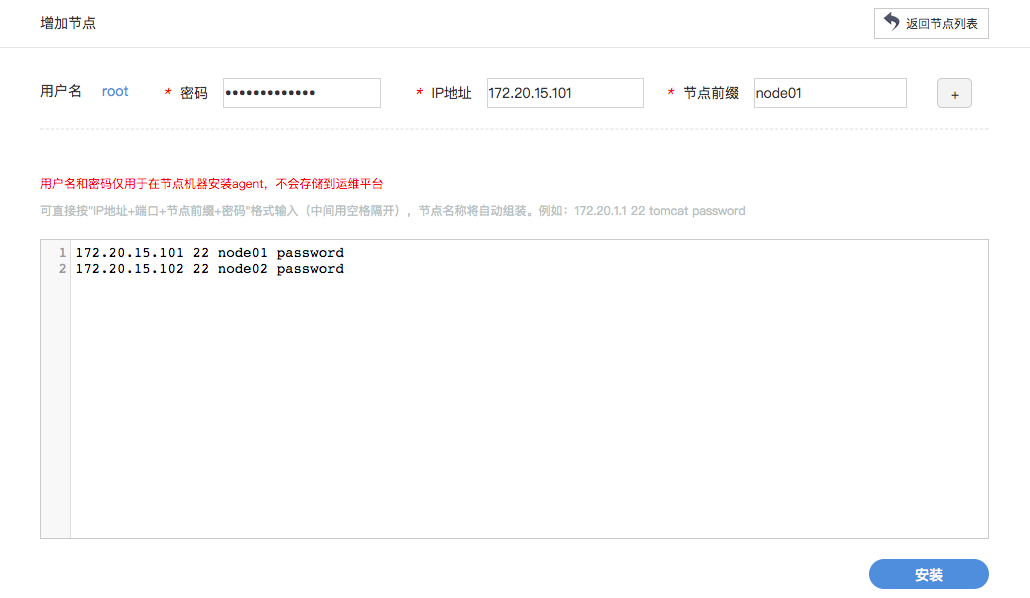 增加节点
返回节点列表
用户名 root * 密码 ••••••••••••• * IP地址 172.20.15.101 * 节点前缀 node01 +
用户名和密码仅用于在节点机器安装agent，不会存储到运维平台
可直接按"IP地址+端口+节点前缀+密码"格式输入（中间用空格隔开），节点名称将自动组装。例如：172.20.1.1 22 tomcat password
1 172.20.15.101 22 node01 password
2 172.20.15.102 22 node02 password
安装